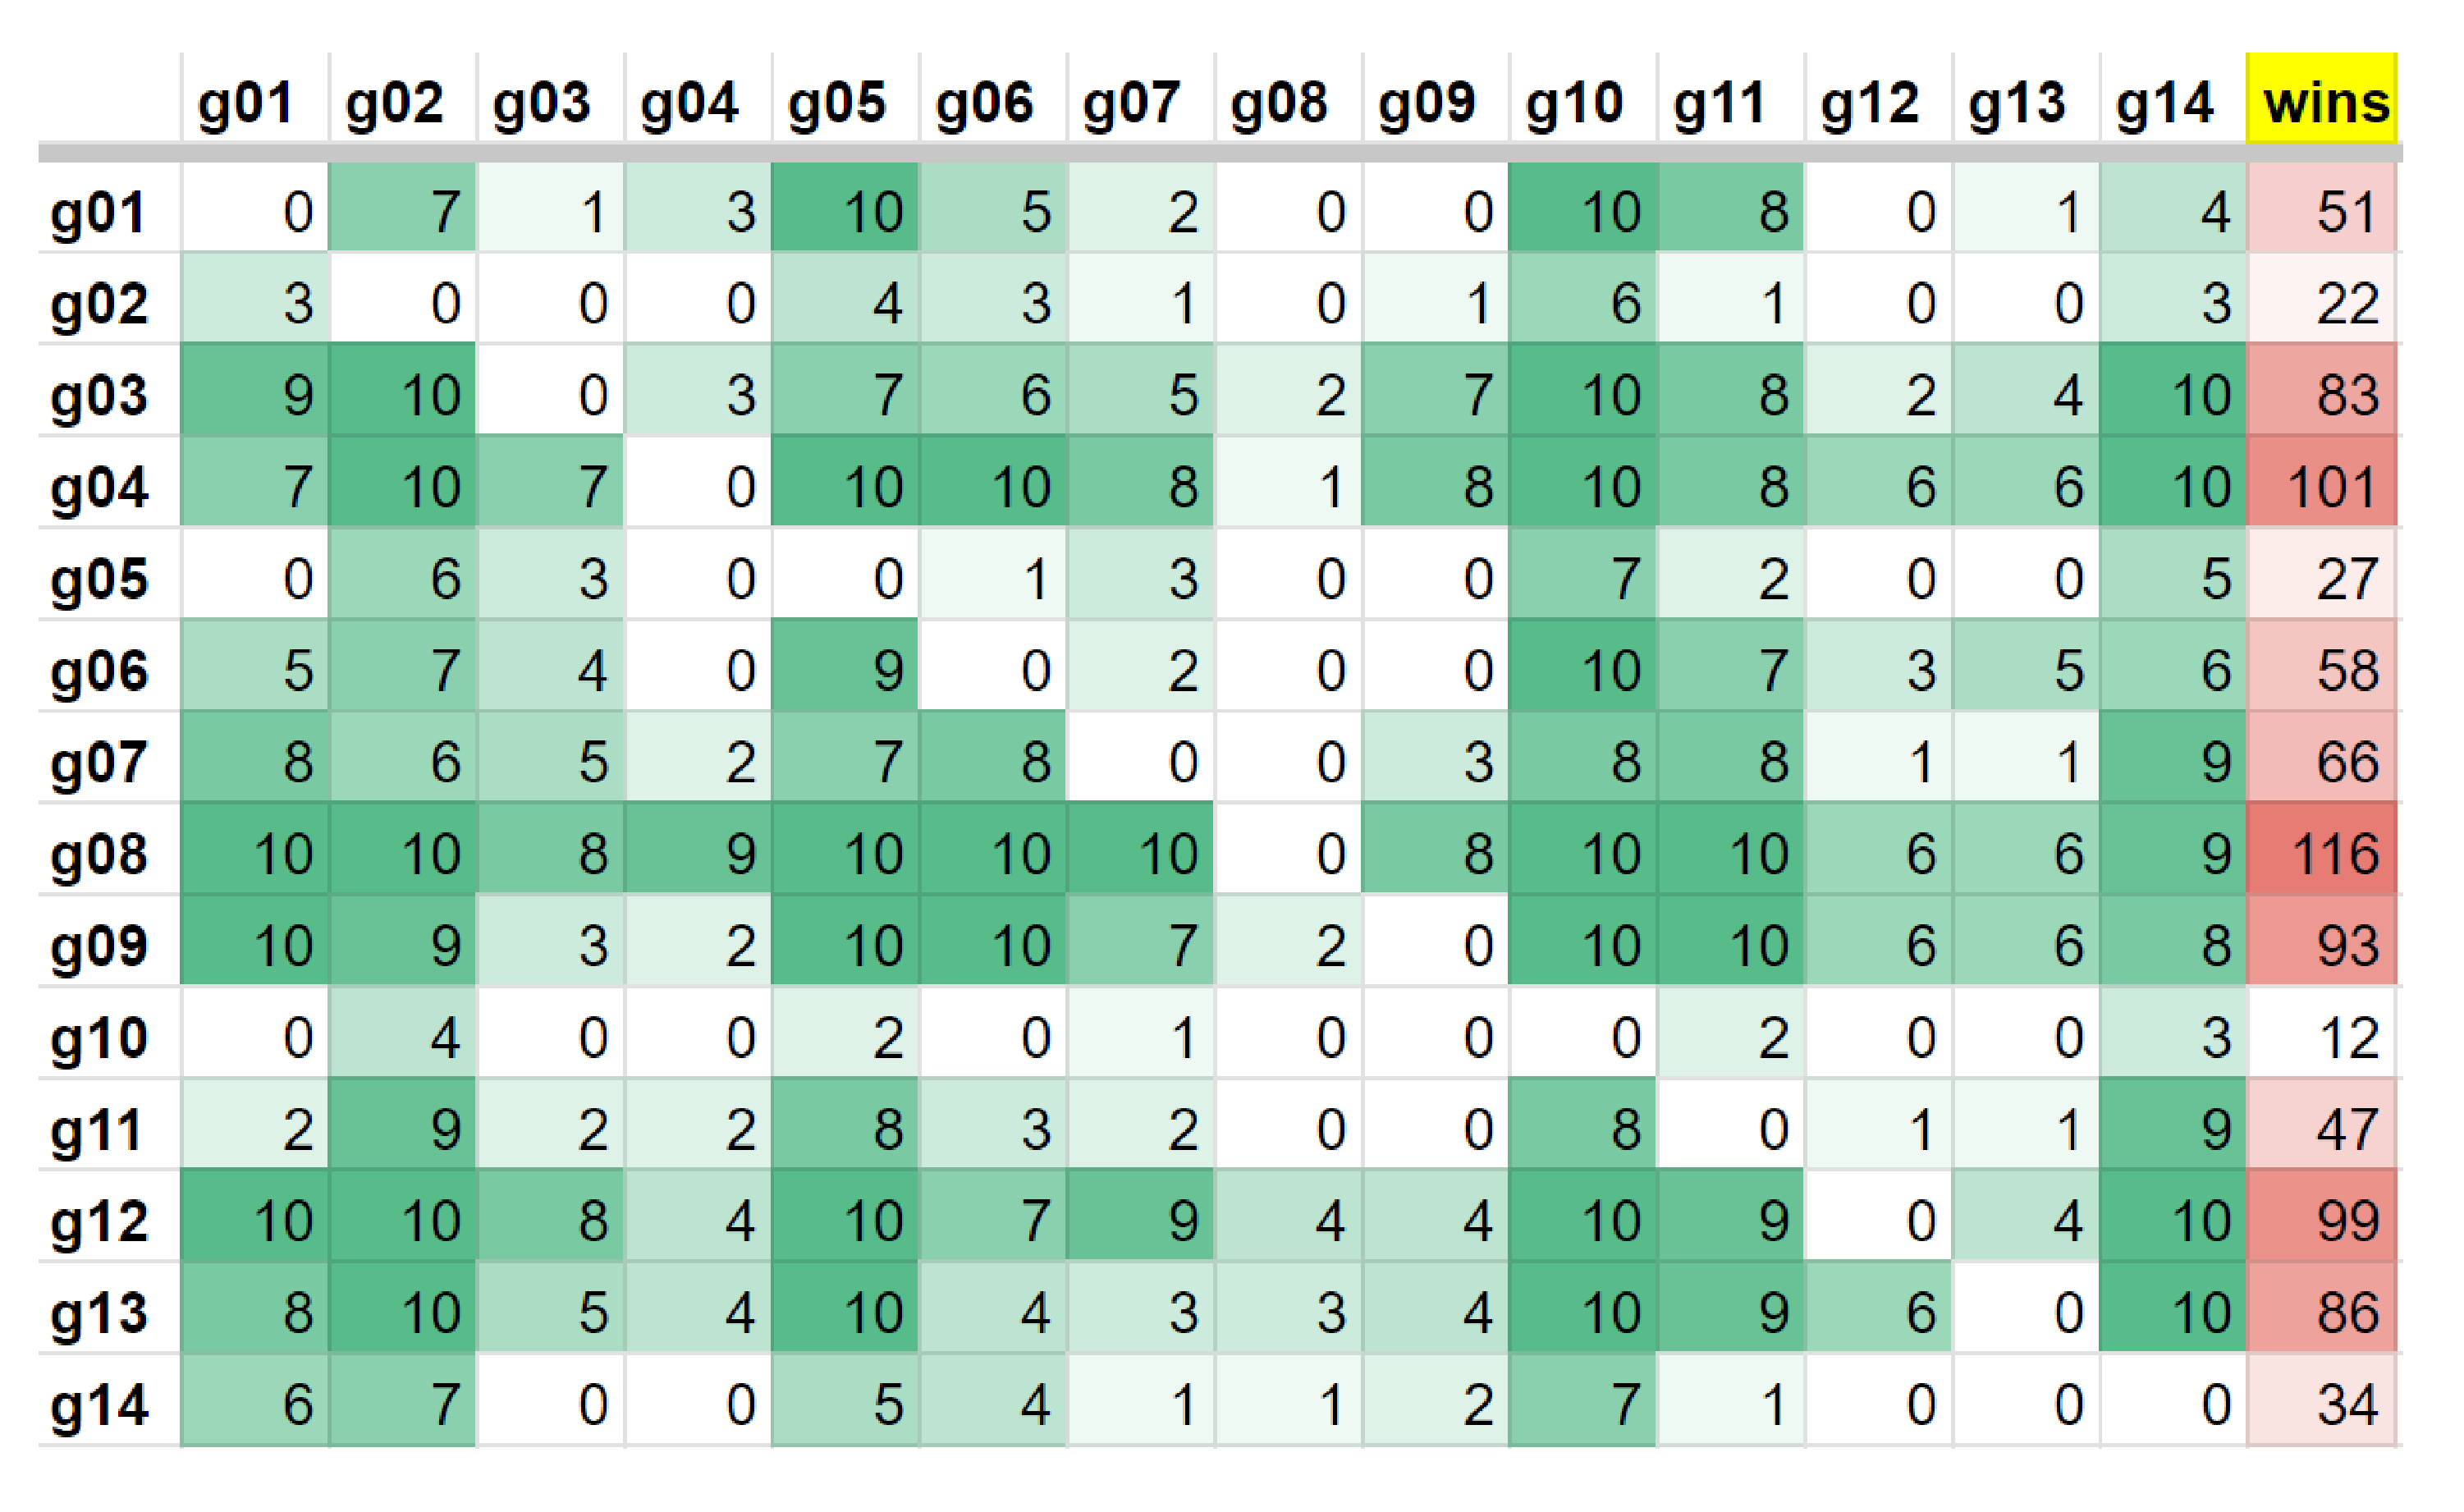 g01 g02 g03 g04 g05 g06 g07 g08 g09 g10 g11 g12 g13 g14 wins
g01 0 7 1 3 10 5 2 0 0 10 8 0 1 4 51
g02 3 0 0 0 4 3 1 0 1 6 1 0 0 3 22
g03 9 10 0 3 7 6 5 2 7 10 8 2 4 10 83
g04 7 10 7 0 10 10 8 1 8 10 8 6 6 10 101
g05 0 6 3 0 0 1 3 0 0 7 2 0 0 5 27
g06 5 7 4 0 9 0 2 0 0 10 7 3 5 6 58
g07 8 6 5 2 7 8 0 0 3 8 8 1 1 9 66
g08 10 10 8 9 10 10 10 0 8 10 10 6 6 9 116
g09 10 9 3 2 10 10 7 2 0 10 10 6 6 8 93
g10 0 4 0 0 2 0 1 0 0 0 2 0 0 3 12
g11 2 9 2 2 8 3 2 0 0 8 0 1 1 9 47
g12 10 10 8 4 10 7 9 4 4 10 9 0 4 10 99
g13 8 10 5 4 10 4 3 3 4 10 9 6 0 10 86
g14 6 7 0 0 5 4 1 1 2 7 1 0 0 0 34